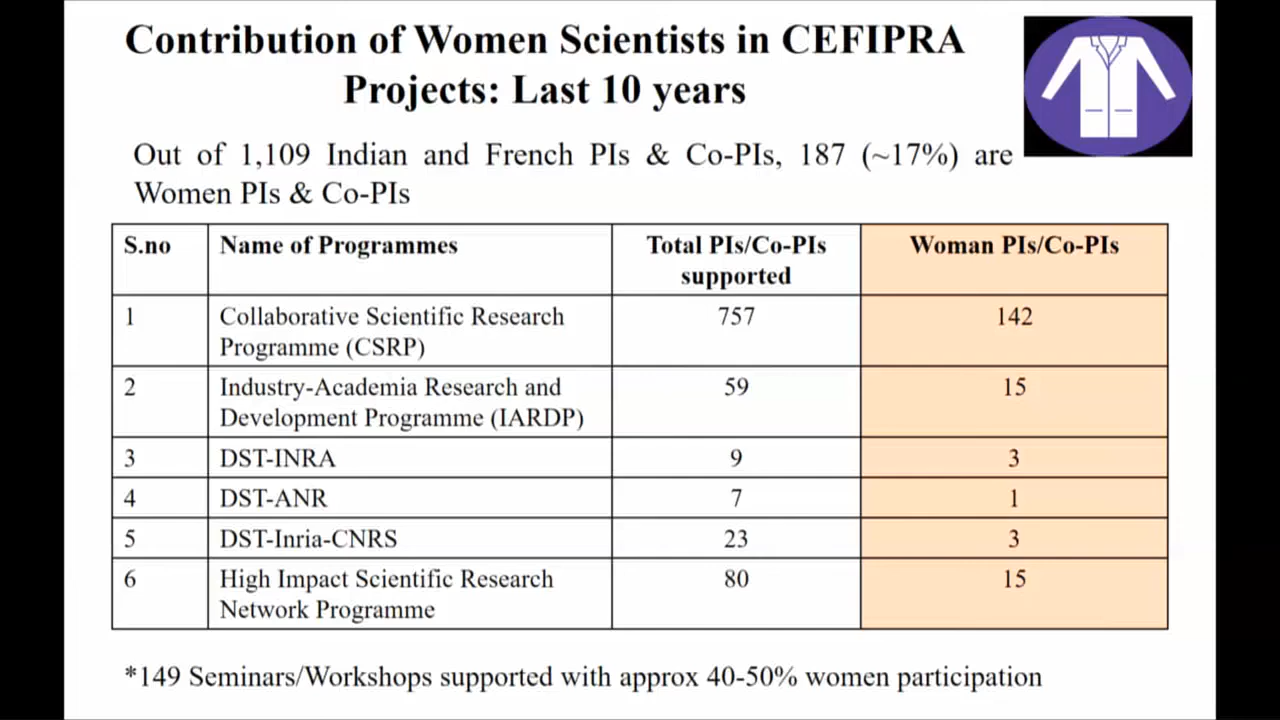 Contribution of Women Scientists in CEFIPRA
Projects: Last 10 years
Out of 1,109 Indian and French PIs & Co-PIs, 187 (~17%) are
Women PIs & Co-PIs
S.no Name of Programmes Total PIs/Co-PIs supported Woman PIs/Co-PIs
1 Collaborative Scientific Research Programme (CSRP) 757 142
2 Industry-Academia Research and Development Programme (IARDP) 59 15
3 DST-INRA 9 3
4 DST-ANR 7 1
5 DST-Inria-CNRS 23 3
6 High Impact Scientific Research Network Programme 80 15
*149 Seminars/Workshops supported with approx 40-50% women participation